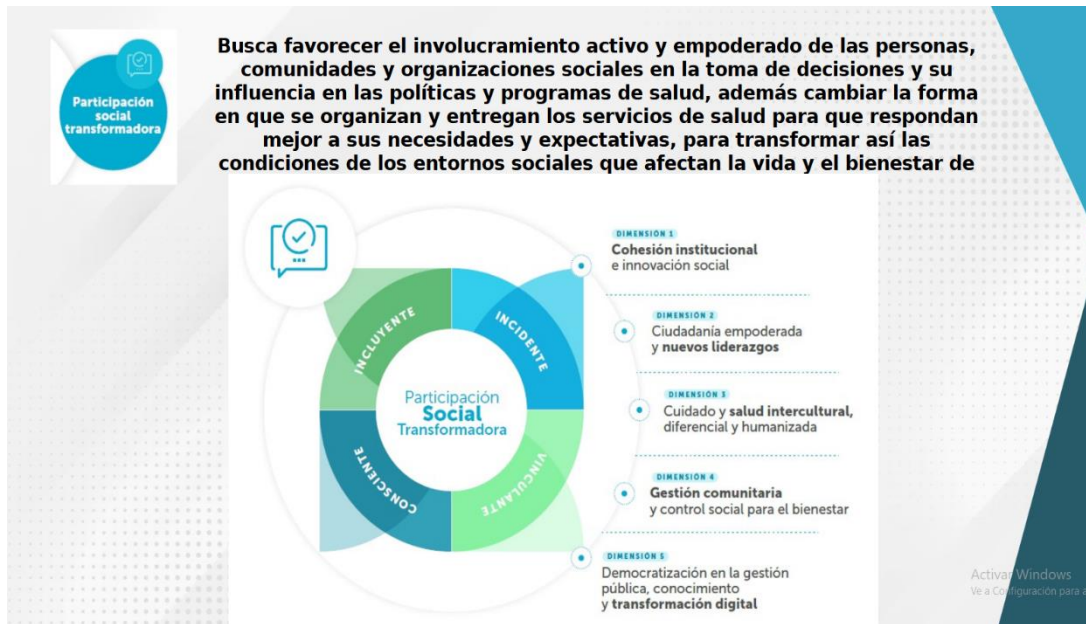 Participación
social
transformadora
Busca favorecer el involucramiento activo y empoderado de las personas,
comunidades y organizaciones sociales en la toma de decisiones y su
influencia en las políticas y programas de salud, además cambiar la forma
en que se organizan y entregan los servicios de salud para que respondan
mejor a sus necesidades y expectativas, para transformar así las
condiciones de los entornos sociales que afectan la vida y el bienestar de
INCLUYENTE
INCIDENTE
CONSCIENTE
VINCULANTE
Participación
Social
Transformadora
DIMENSIÓN 1
Cohesión institucional
e innovación social
DIMENSIÓN 2
Ciudadanía empoderada
y nuevos liderazgos
DIMENSIÓN 3
Cuidado y salud intercultural,
diferencial y humanizada
DIMENSIÓN 4
Gestión comunitaria
y control social para el bienestar
DIMENSIÓN 5
Democratización en la gestión
pública, conocimiento
y transformación digital
Activar Windows
Ve a Configuración para a